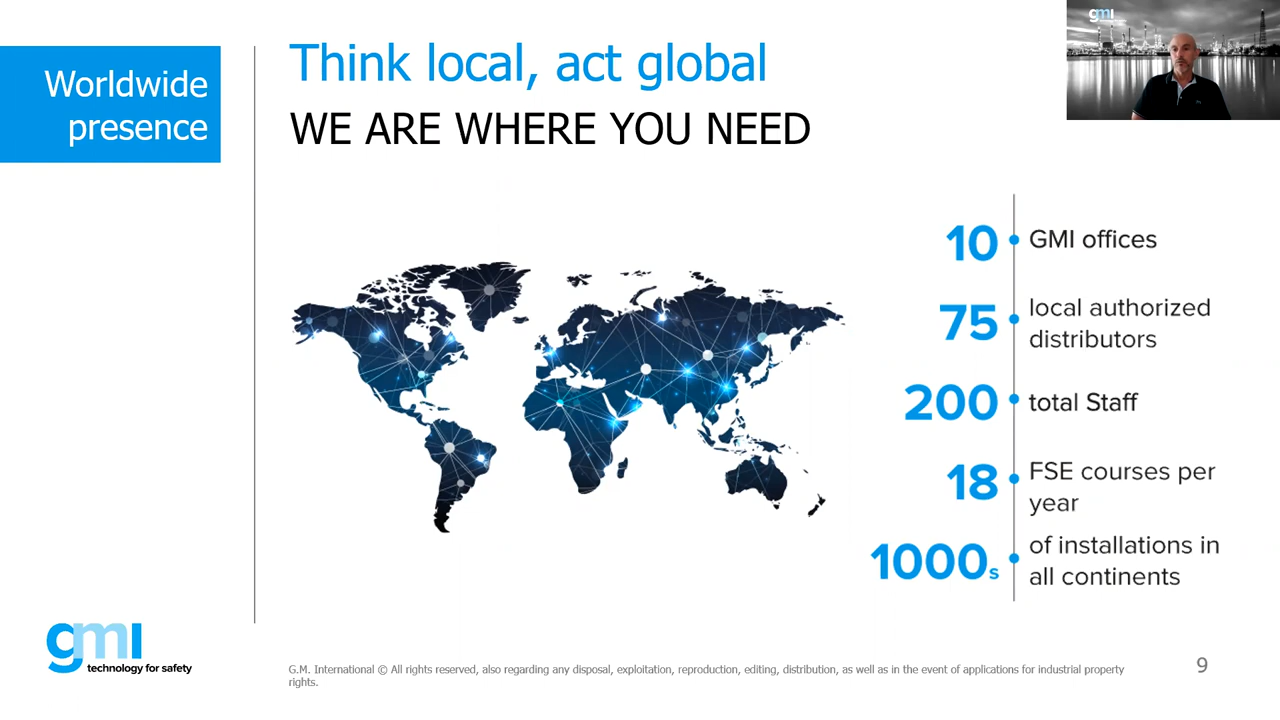 Worldwide
presence
Think local, act global
WE ARE WHERE YOU NEED
gmi
10 GMI offices
75 local authorized
distributors
200 total Staff
18 FSE courses per
year
1000s of installations in
all continents
gmi
technology for safety
G.M. International © All rights reserved, also regarding any disposal, exploitation, reproduction, editing, distribution, as well as in the event of applications for industrial property
rights.
9